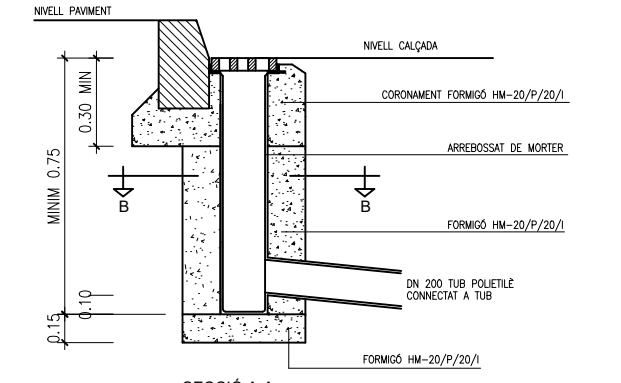 NIVELL PAVIMENT
NIVELL CALÇADA
CORONAMENT FORMIGÓ HM-20/P/20/I
0.30 MIN
ARREBOSSAT DE MORTER
MINIM 0.75
B
B
FORMIGÓ HM-20/P/20/I
DN 200 TUB POLIETILÈ
CONNECTAT A TUB
0.10
0.15
FORMIGÓ HM-20/P/20/I